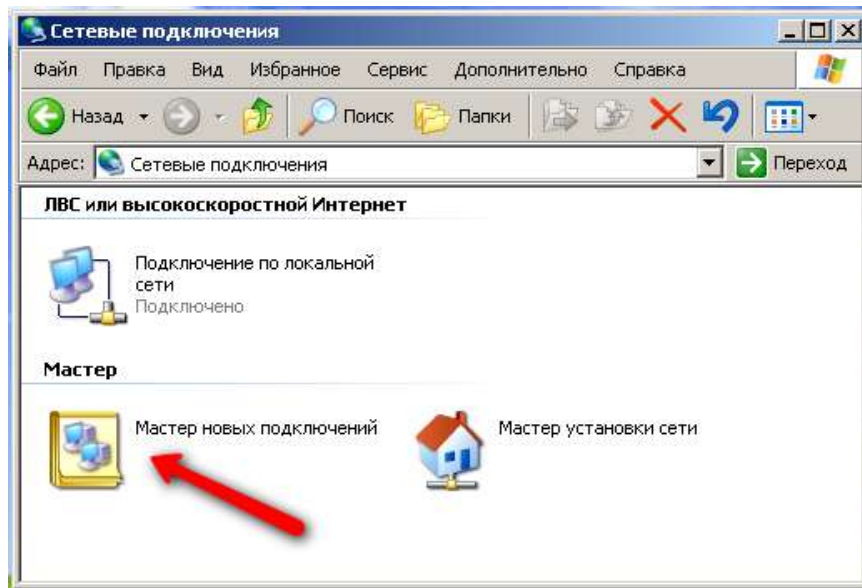 Сетевые подключения
Файл Правка Вид Избранное Сервис Дополнительно Справка
Назад Поиск Папки
Адрес: Сетевые подключения Переход
ЛВС или высокоскоростной Интернет
Подключение по локальной
сети
Подключено
Мастер
Мастер новых подключений Мастер установки сети